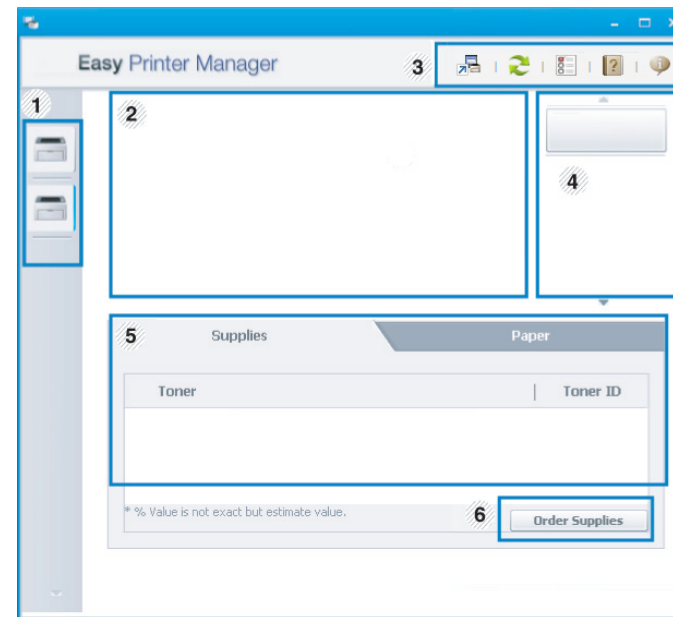 Easy Printer Manager
3
1
2
4
5
Supplies
Paper
Toner
Toner ID
* % Value is not exact but estimate value.
6
Order Supplies